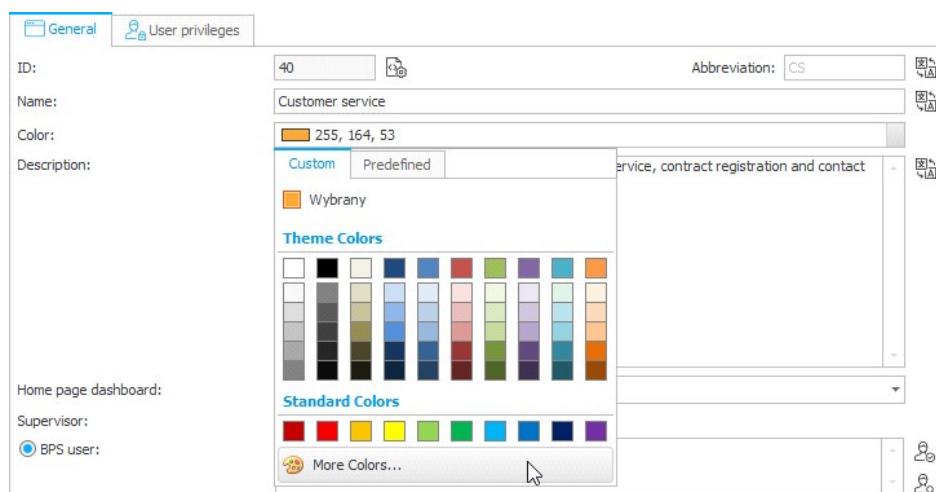 General
User privileges
ID:
40
Abbreviation:
CS
Name:
Customer service
Color:
255, 164, 53
Custom
Predefined
Description:
ervice, contract registration and contact
Wybrany
Theme Colors
Home page dashboard:
Standard Colors
Supervisor:
BPS user:
More Colors...